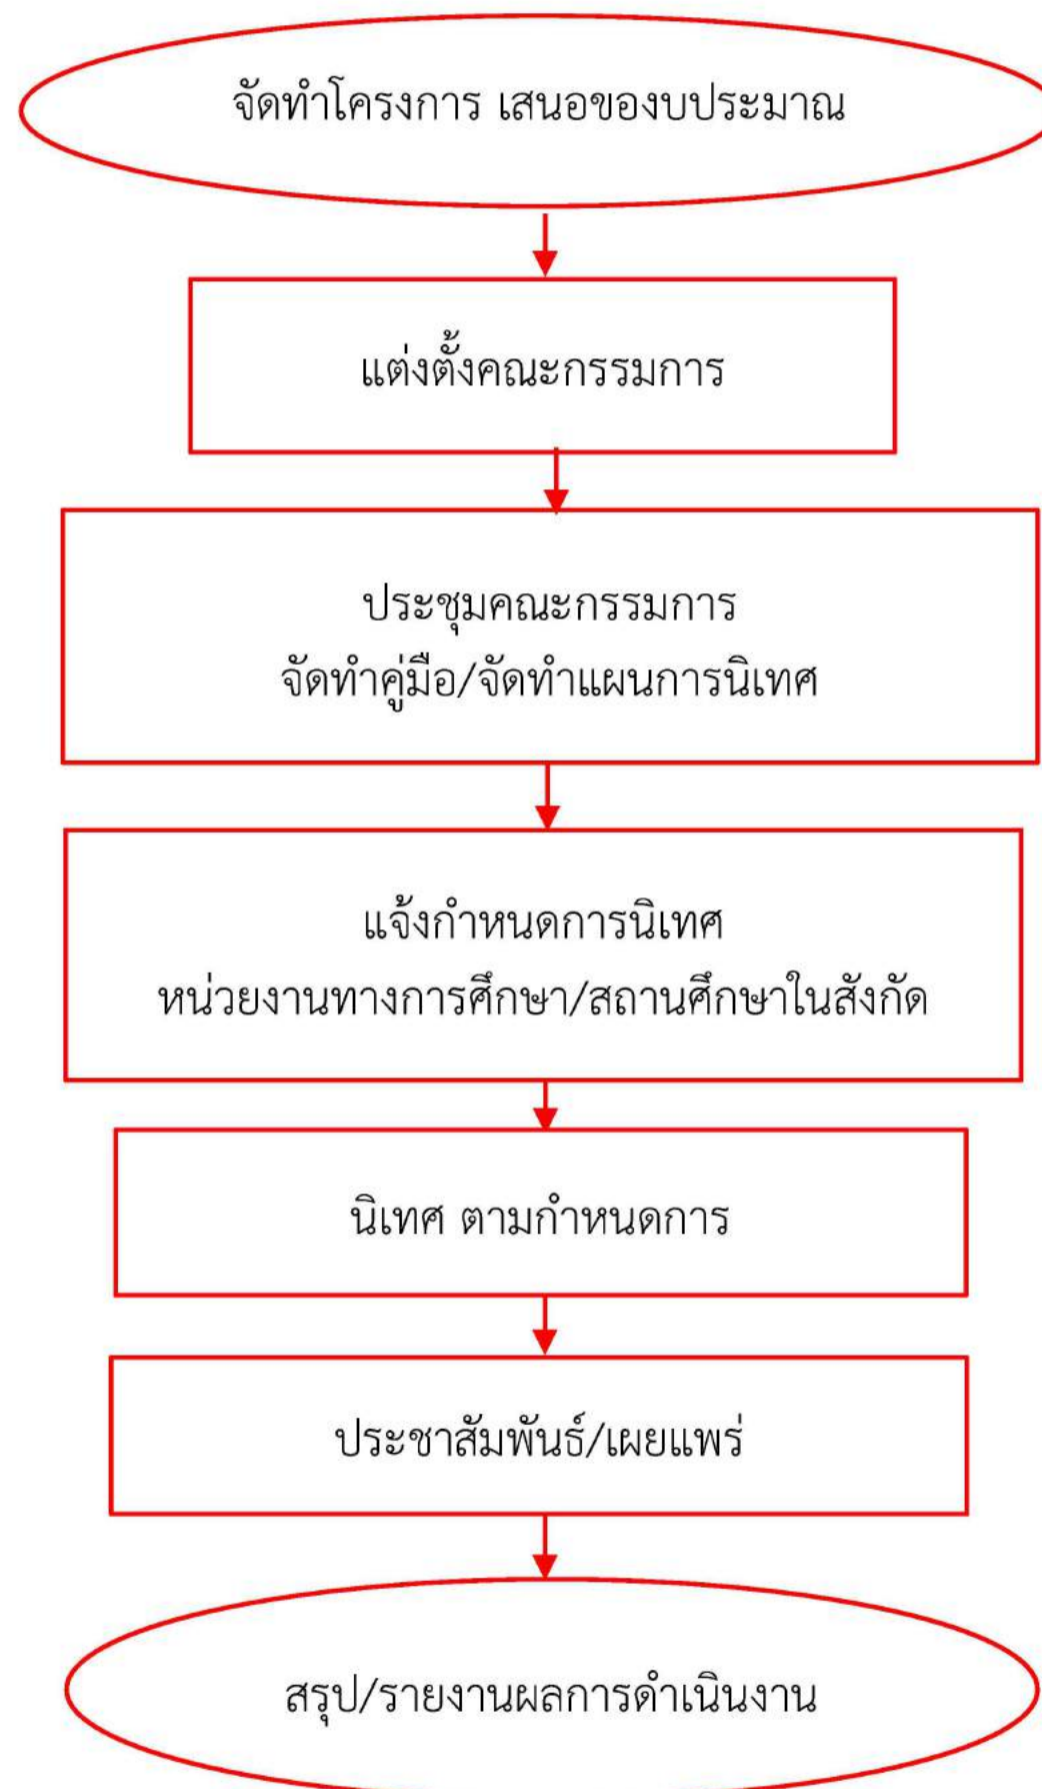 จัดทำโครงการ เสนอของบประมาณ
แต่งตั้งคณะกรรมการ
ประชุมคณะกรรมการ
จัดทำคู่มือ/จัดทำแผนการนิเทศ
แจ้งกำหนดการนิเทศ
หน่วยงานทางการศึกษา/สถานศึกษาในสังกัด
นิเทศ ตามกำหนดการ
ประชาสัมพันธ์/เผยแพร่
สรุป/รายงานผลการดำเนินงาน